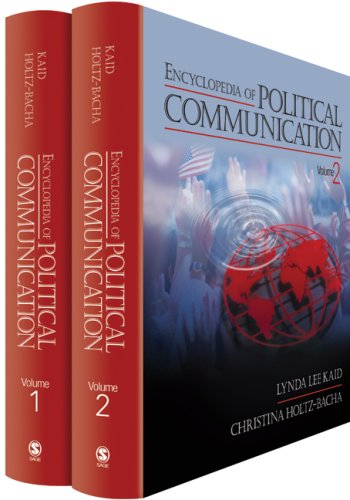 KAID
HOLTZ-BACHA
ENCYCLOPEDIA OF
POLITICAL
COMMUNICATION
Volume
1
SAGE
KAID
HOLTZ-BACHA
ENCYCLOPEDIA OF
POLITICAL
COMMUNICATION
Volume
2
SAGE
ENCYCLOPEDIA OF
POLITICAL
COMMUNICATION
Volume 2
LYNDA LEE KAID
CHRISTINA HOLTZ-BACHA